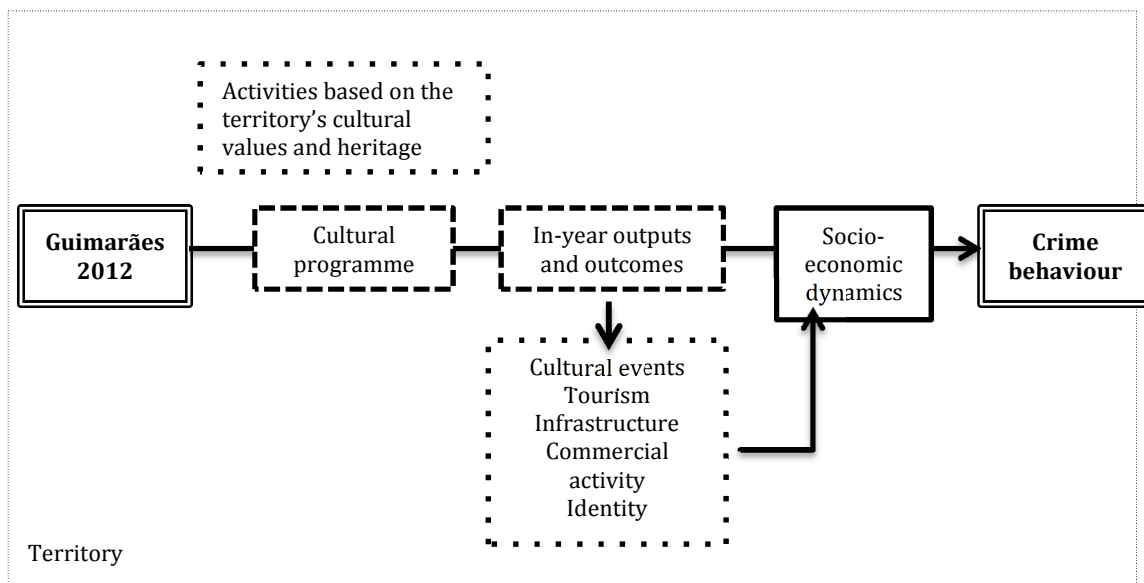 Activities based on the
territory’s cultural
values and heritage
Guimarães
2012
Cultural
programme
In-year outputs
and outcomes
Socio-
economic
dynamics
Crime
behaviour
Cultural events
Tourism
Infrastructure
Commercial
activity
Identity
Territory